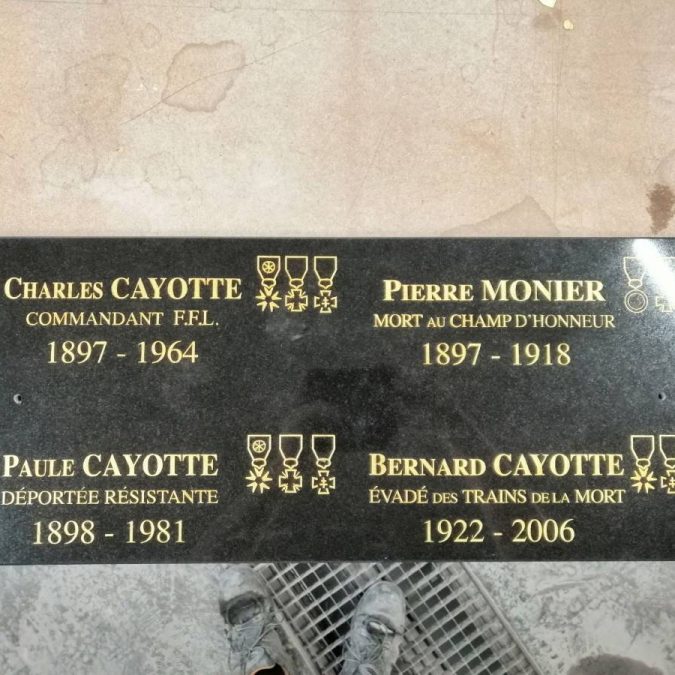 CHARLES CAYOTTE
COMMANDANT F.F.L.
1897 - 1964
PIERRE MONIER
MORT AU CHAMP D'HONNEUR
1897 - 1918
PAULE CAYOTTE
DÉPORTÉE RÉSISTANTE
1898 - 1981
BERNARD CAYOTTE
ÉVADÉ DES TRAINS DE LA MORT
1922 - 2006